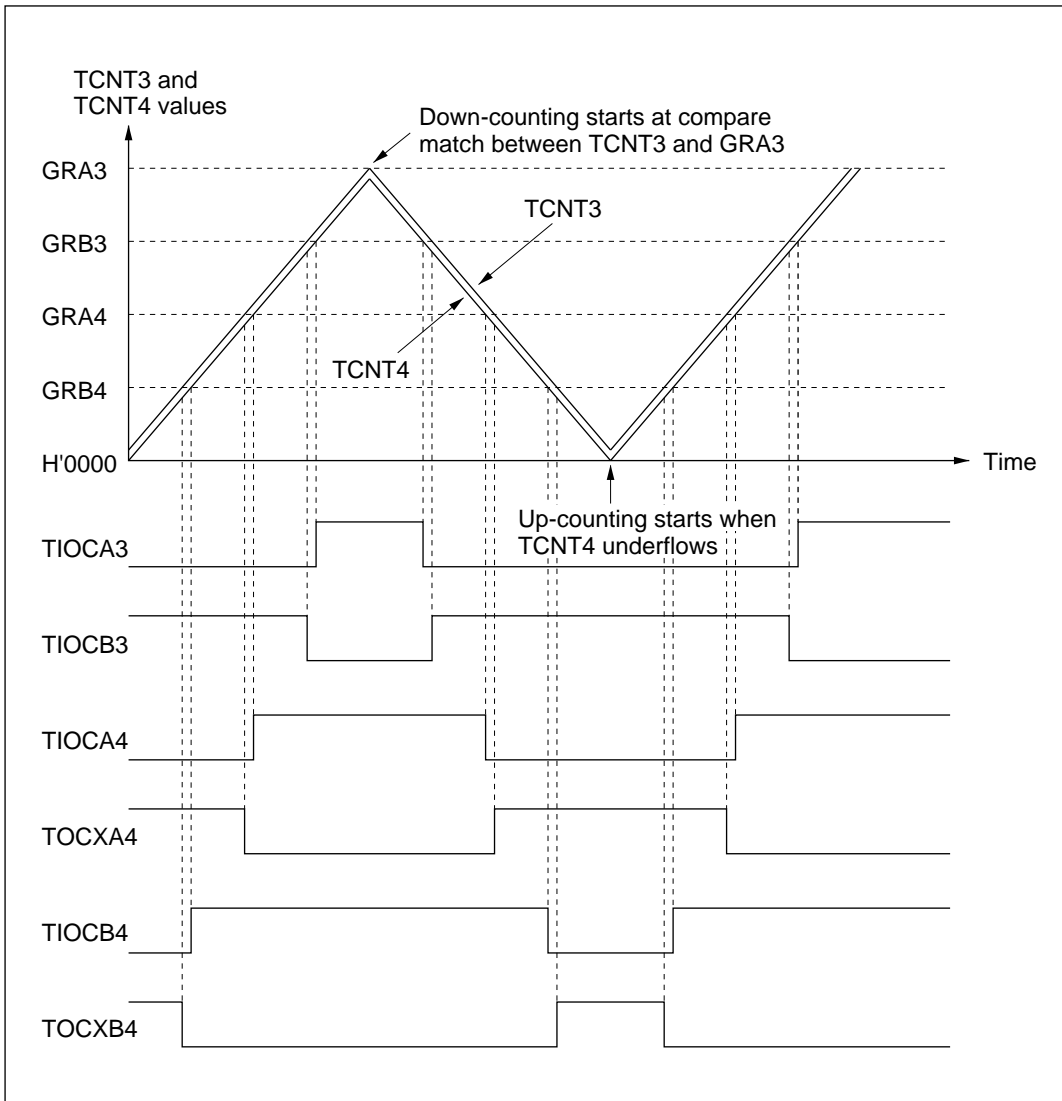 TCNT3 and
TCNT4 values
Down-counting starts at compare
match between TCNT3 and GRA3
GRA3
TCNT3
GRB3
GRA4
TCNT4
GRB4
H'0000
Time
Up-counting starts when
TCNT4 underflows
TIOCA3
TIOCB3
TIOCA4
TOCXA4
TIOCB4
TOCXB4